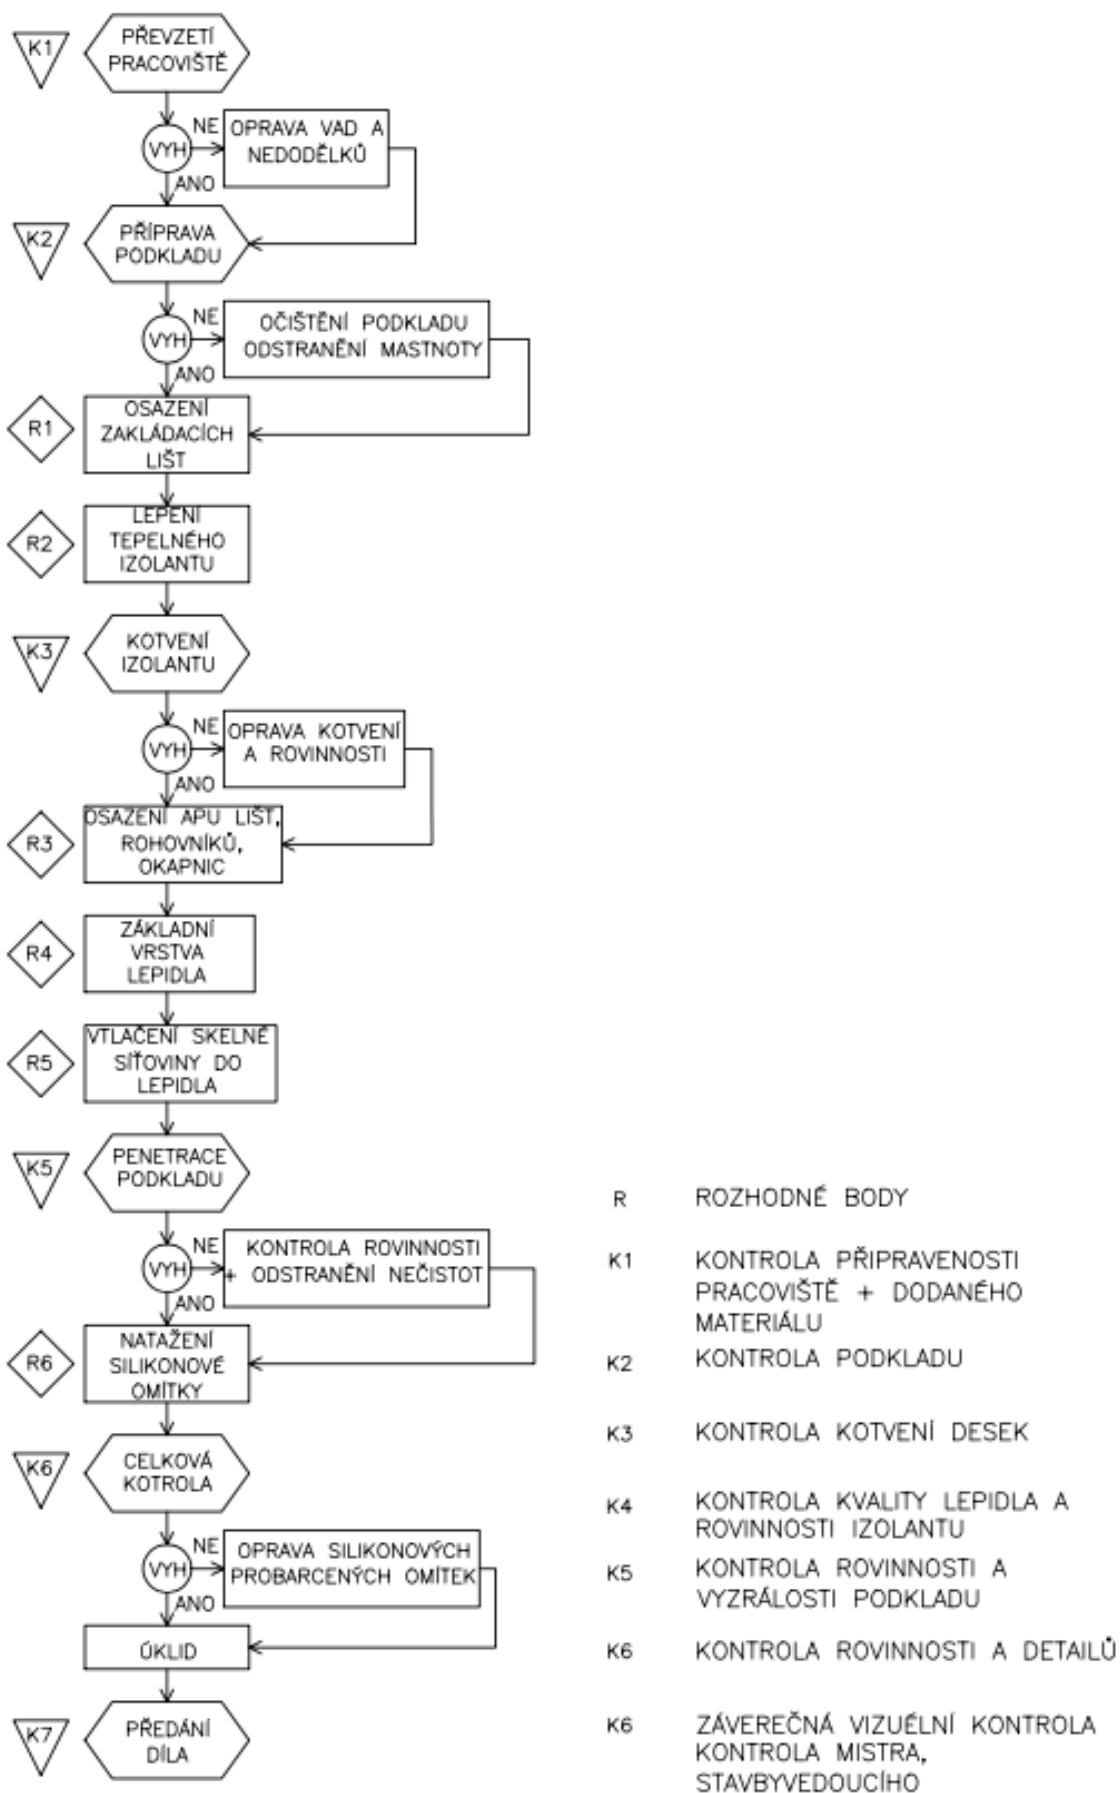 K1
PŘEVZETÍ
PRACOVIŠTĚ
VYH
NE
OPRAVA VAD A
NEDODĚLKŮ
ANO
K2
PŘÍPRAVA
PODKLADU
VYH
NE
OČIŠTĚNÍ PODKLADU
ODSTRANĚNÍ MASTNOTY
ANO
R1
OSAZENÍ
ZAKLÁDACÍCH
LIŠT
R2
LEPENÍ
TEPELNÉHO
IZOLANTU
K3
KOTVENÍ
IZOLANTU
VYH
NE
OPRAVA KOTVENÍ
A ROVINNOSTI
ANO
R3
OSAZENÍ APU LIŠT,
ROHOVNÍKŮ,
OKAPNIC
R4
ZÁKLADNÍ
VRSTVA
LEPIDLA
R5
VTLAČENÍ SKELNÉ
SÍŤOVINY DO
LEPIDLA
K5
PENETRACE
PODKLADU
VYH
NE
KONTROLA ROVINNOSTI
+ ODSTRANĚNÍ NEČISTOT
ANO
R6
NATAŽENÍ
SILIKONOVÉ
OMÍTKY
K6
CELKOVÁ
KOTROLA
VYH
NE
OPRAVA SILIKONOVÝCH
PROBARCENÝCH OMÍTEK
ANO
ÚKLID
K7
PŘEDÁNÍ
DÍLA
R ROZHODNÉ BODY
K1 KONTROLA PŘIPRAVENOSTI
PRACOVIŠTĚ + DODANÉHO
MATERIÁLU
K2 KONTROLA PODKLADU
K3 KONTROLA KOTVENÍ DESEK
K4 KONTROLA KVALITY LEPIDLA A
ROVINNOSTI IZOLANTU
K5 KONTROLA ROVINNOSTI A
VYZRÁLOSTI PODKLADU
K6 KONTROLA ROVINNOSTI A DETAILŮ
K6 ZÁVEREČNÁ VIZUÉLNÍ KONTROLA
KONTROLA MISTRA,
STAVBYVEDOUCÍHO